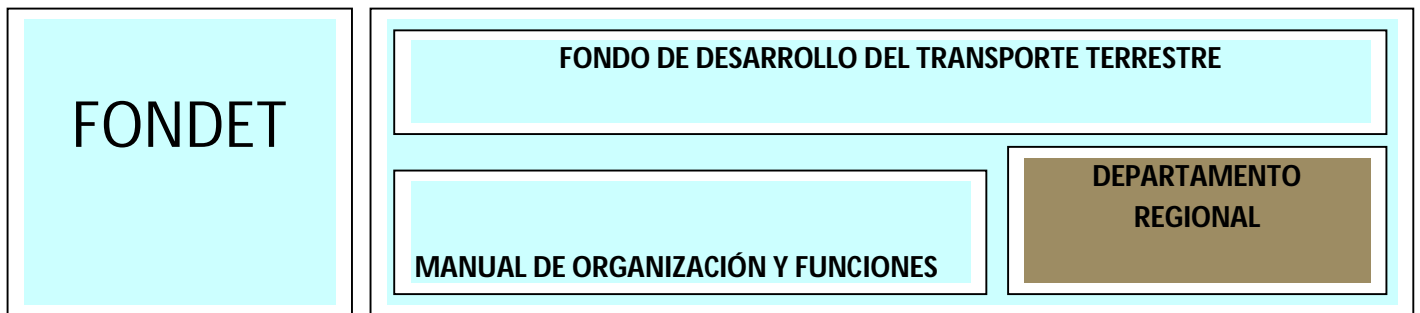 FONDET
FONDO DE DESARROLLO DEL TRANSPORTE TERRESTRE
MANUAL DE ORGANIZACIÓN Y FUNCIONES
DEPARTAMENTO
REGIONAL